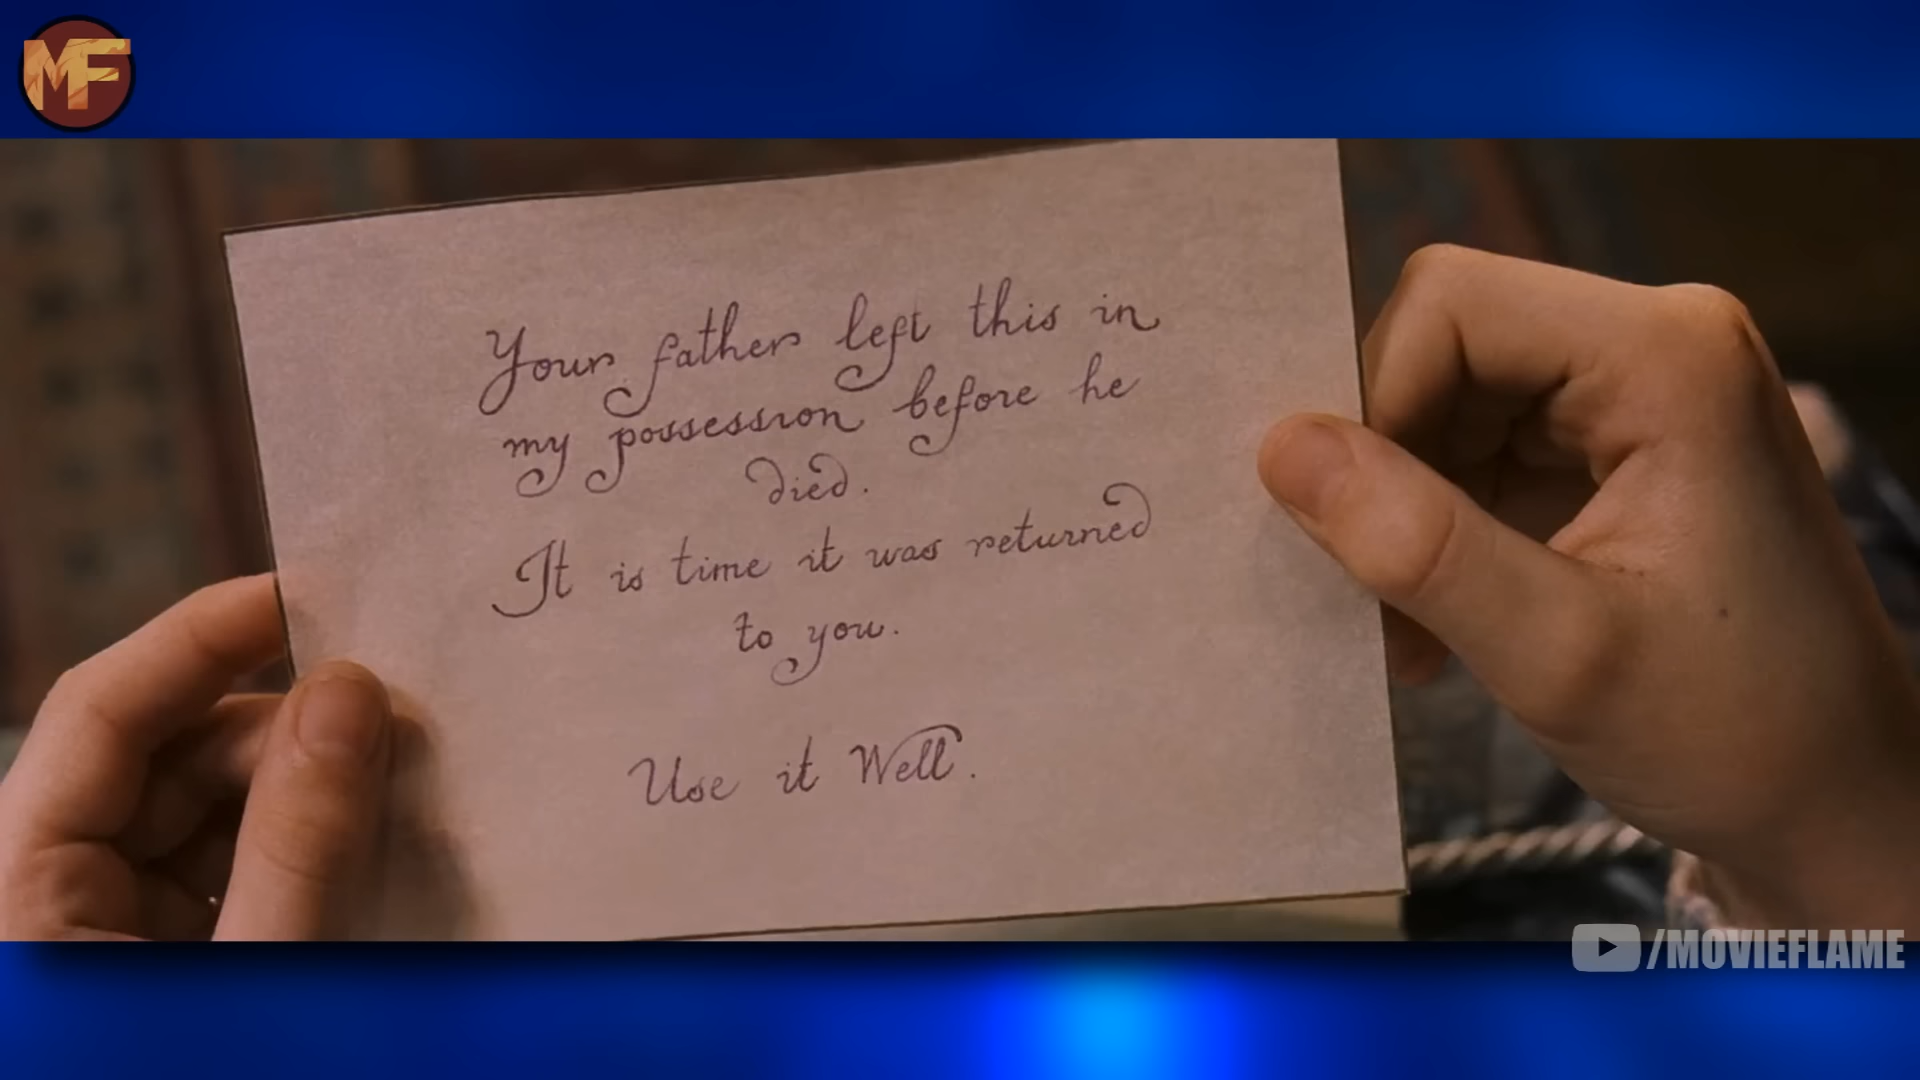 MF
Your father left this in
my possession before he
died.
It is time it was returned
to you.
Use it Well.
/MOVIEFLAME